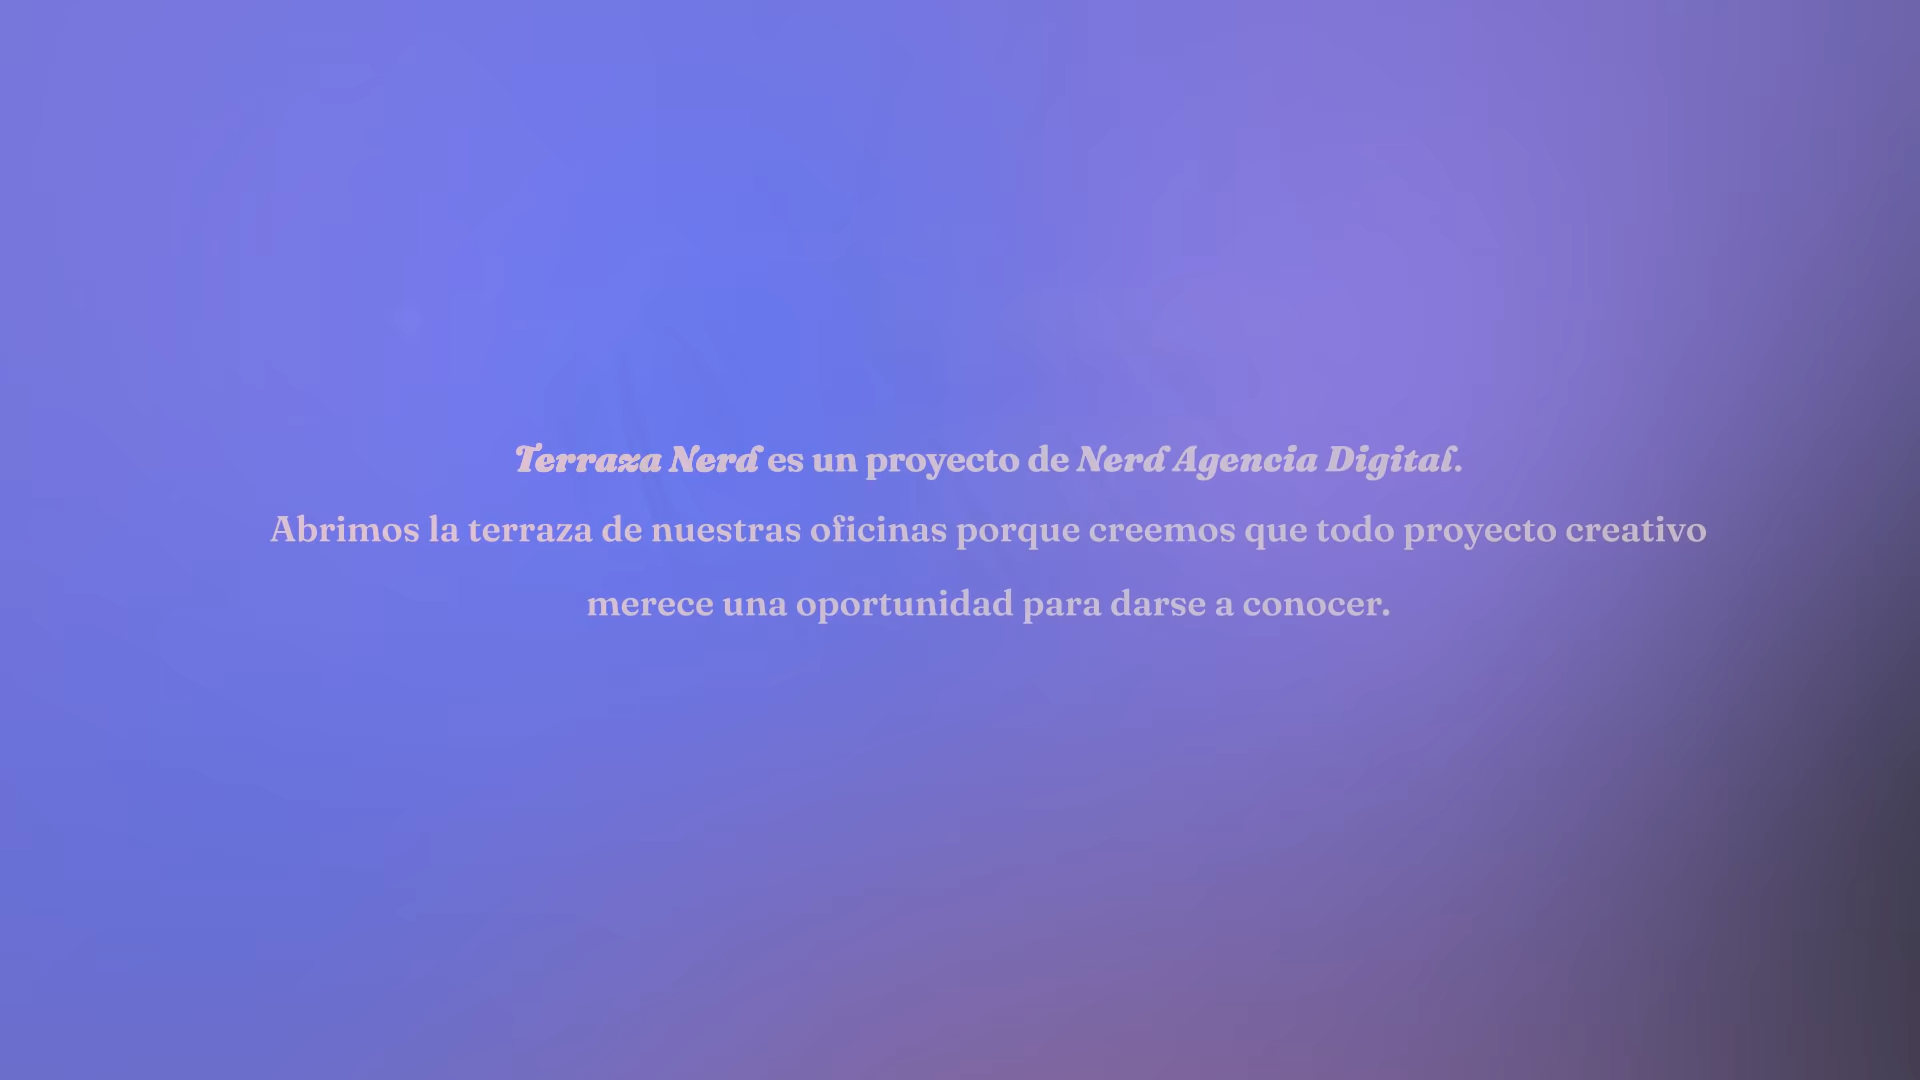 Terraza Nerd es un proyecto de Nerd Agencia Digital.
Abrimos la terraza de nuestras oficinas porque creemos que todo proyecto creativo
merece una oportunidad para darse a conocer.